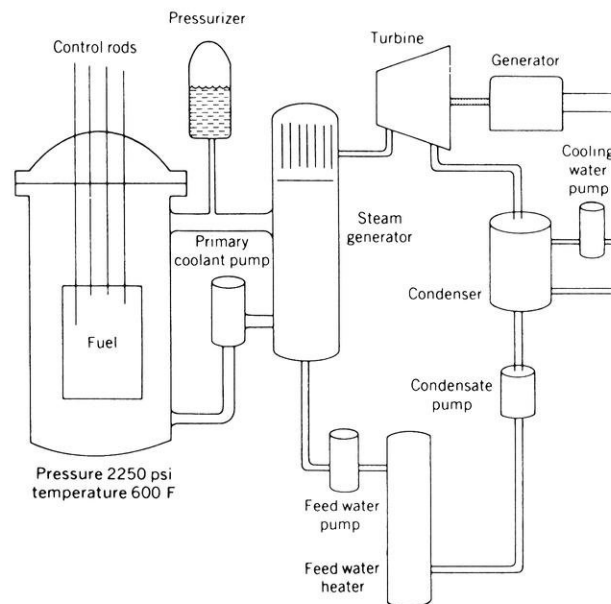 Pressurizer
Control rods
Turbine
Generator
Cooling
water
pump
Steam
generator
Primary
coolant pump
Condenser
Fuel
Condensate
pump
Pressure 2250 psi
temperature 600 F
Feed water
pump
Feed water
heater